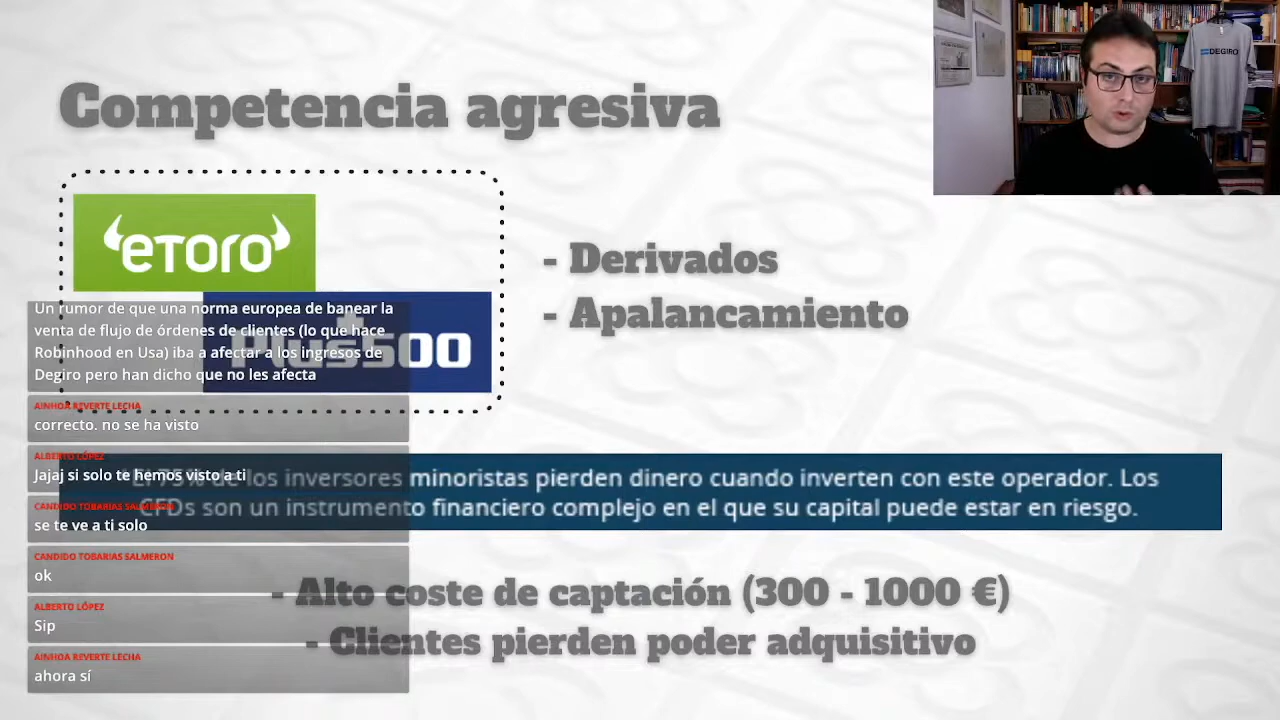 Competencia agresiva
DEGIRO
eTORO
- Derivados
- Apalancamiento
Plus500
Un rumor de que una norma europea de banear la
venta de flujo de órdenes de clientes (lo que hace
Robinhood en Usa) iba a afectar a los ingresos de
Degiro pero han dicho que no les afecta
AINHOA REVERTE LECHA
correcto. no se ha visto
ALBERTO LÓPEZ
Jajaj si solo te hemos visto a ti
CANDIDO TOBARIAS SALMERON
se te ve a ti solo
CANDIDO TOBARIAS SALMERON
ok
ALBERTO LÓPEZ
Sip
AINHOA REVERTE LECHA
ahora sí
El 75% de los inversores minoristas pierden dinero cuando inverten con este operador. Los
CFDs son un instrumento financiero complejo en el que su capital puede estar en riesgo.
- Alto coste de captación (300 - 1000 €)
- Clientes pierden poder adquisitivo